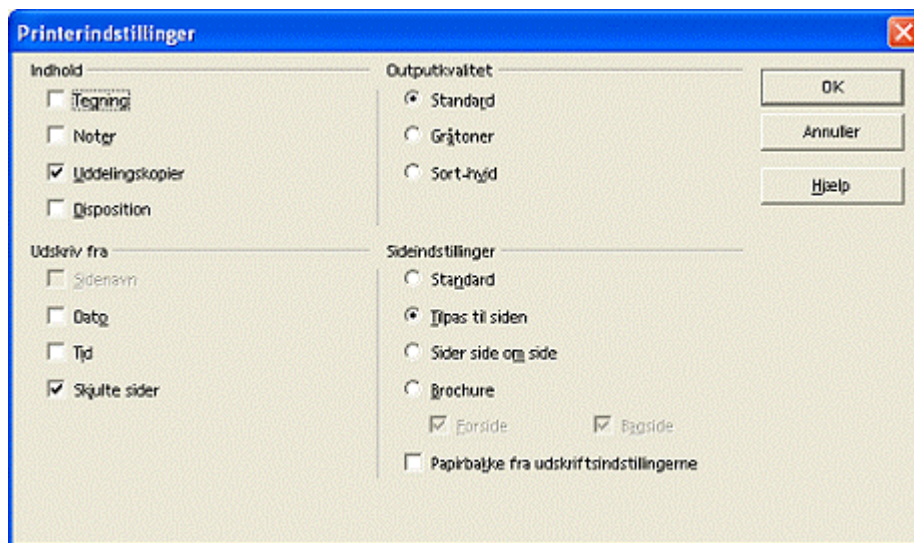 Printerindstillinger
Indhold
Tegning
Noter
Uddelingskopier
Disposition
Outputkvalitet
Standard
Gråtoner
Sort-hvid
OK
Annuller
Hjælp
Udskriv fra
Sidenavn
Dato
Tid
Skjulte sider
Sideindstillinger
Standard
Tilpas til siden
Sider side om side
Brochure
Forside
Bagside
Papirbakke fra udskriftsindstillingerne